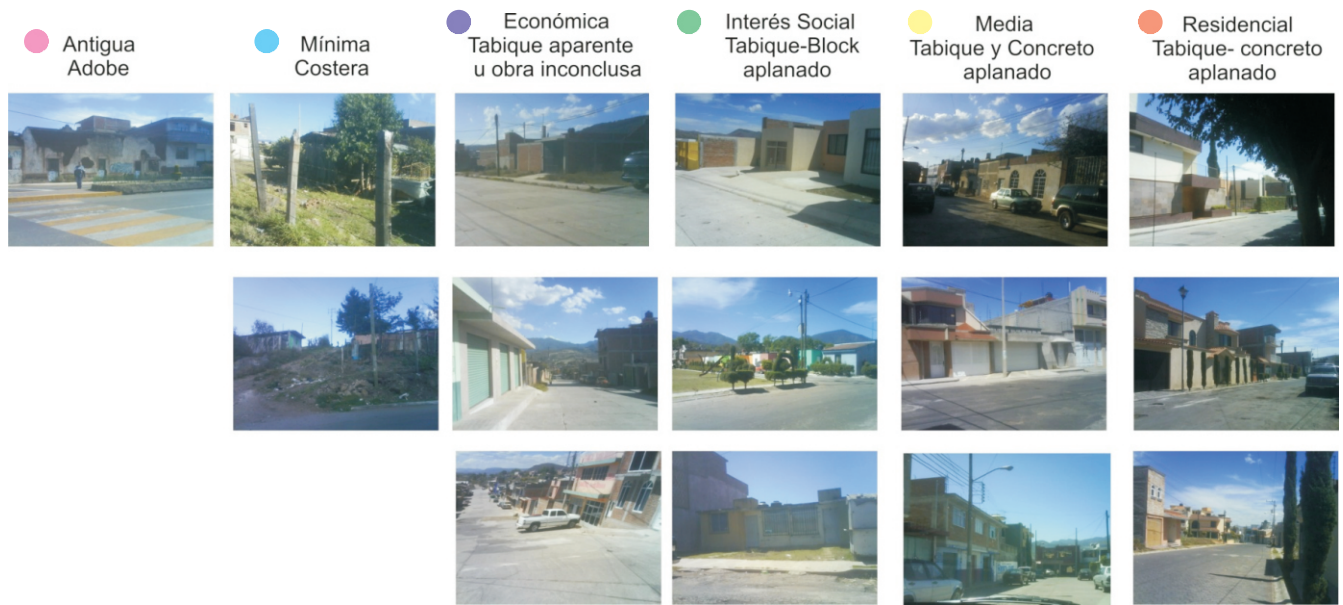 Antigua
Adobe
Mínima
Costera
Económica
Tabique aparente
u obra inconclusa
Interés Social
Tabique-Block
aplanado
Media
Tabique y Concreto
aplanado
Residencial
Tabique- concreto
aplanado